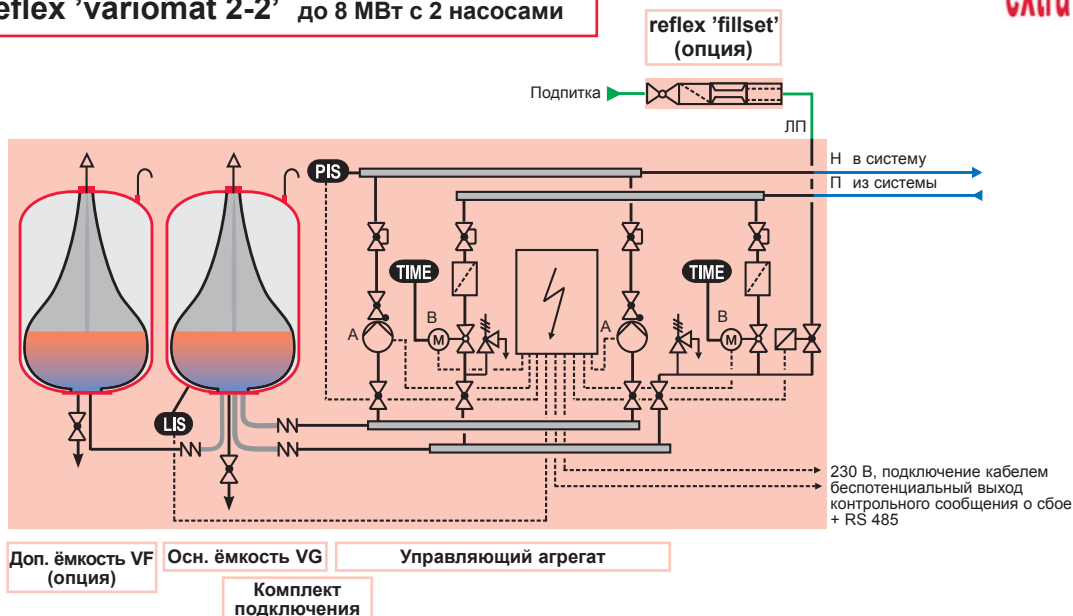 reflex 'variomat 2-2' до 8 МВт с 2 насосами
extra
reflex 'fillset'
(опция)
Подпитка
ЛП
Н в систему
П из системы
PIS
TIME
TIME
A
B
M
A
B
M
LIS
230 В, подключение кабелем
беспотенциальный выход
контрольного сообщения о сбое
+ RS 485
Доп. ёмкость VF
(опция)
Осн. ёмкость VG
Управляющий агрегат
Комплект
подключения